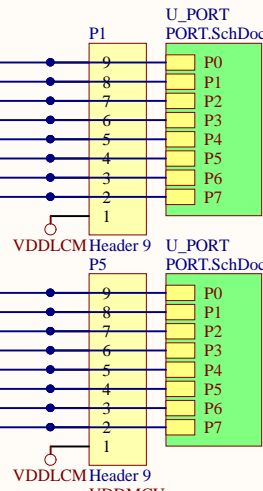 U_PORT
P1 PORT.SchDoc
9 P0
8 P1
7 P2
6 P3
5 P4
4 P5
3 P6
2 P7
1
VDDLCM Header 9 U_PORT
P5 PORT.SchDoc
9 P0
8 P1
7 P2
6 P3
5 P4
4 P5
3 P6
2 P7
1
VDDLCM Header 9
VDDMCU